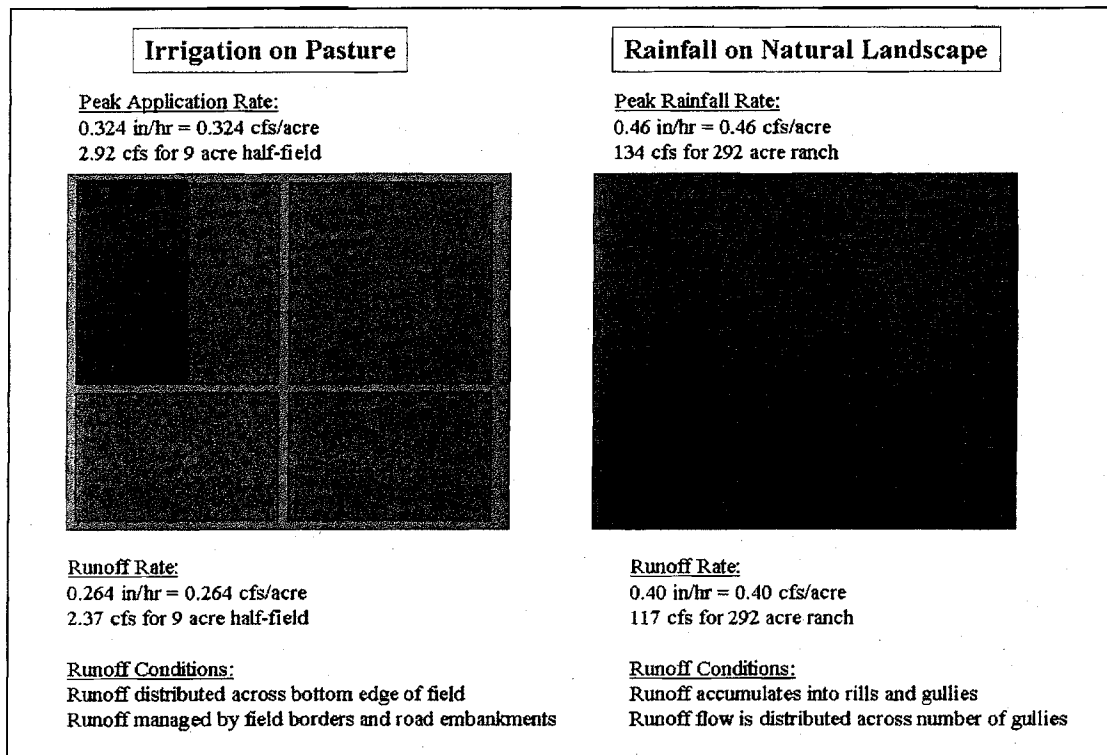 Irrigation on Pasture
Peak Application Rate:
0.324 in/hr = 0.324 cfs/acre
2.92 cfs for 9 acre half-field
Runoff Rate:
0.264 in/hr = 0.264 cfs/acre
2.37 cfs for 9 acre half-field
Runoff Conditions:
Runoff distributed across bottom edge of field
Runoff managed by field borders and road embankments
Rainfall on Natural Landscape
Peak Rainfall Rate:
0.46 in/hr = 0.46 cfs/acre
134 cfs for 292 acre ranch
Runoff Rate:
0.40 in/hr = 0.40 cfs/acre
117 cfs for 292 acre ranch
Runoff Conditions:
Runoff accumulates into rills and gullies
Runoff flow is distributed across number of gullies